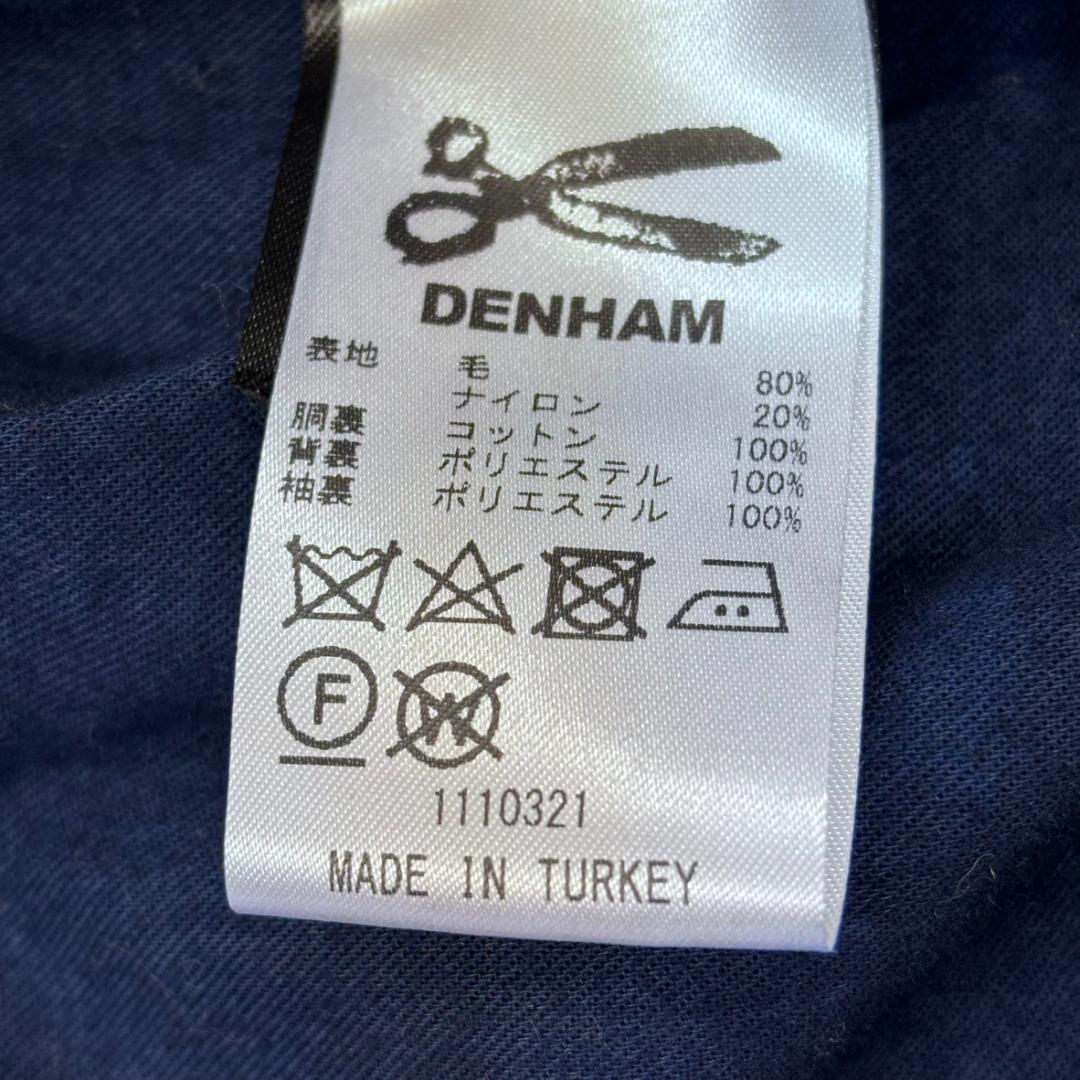 DENHAM
表地 毛 80%
ナイロン 20%
胴裏 コットン 100%
背裏 ポリエステル 100%
袖裏 ポリエステル 100%
F W
1110321
MADE IN TURKEY